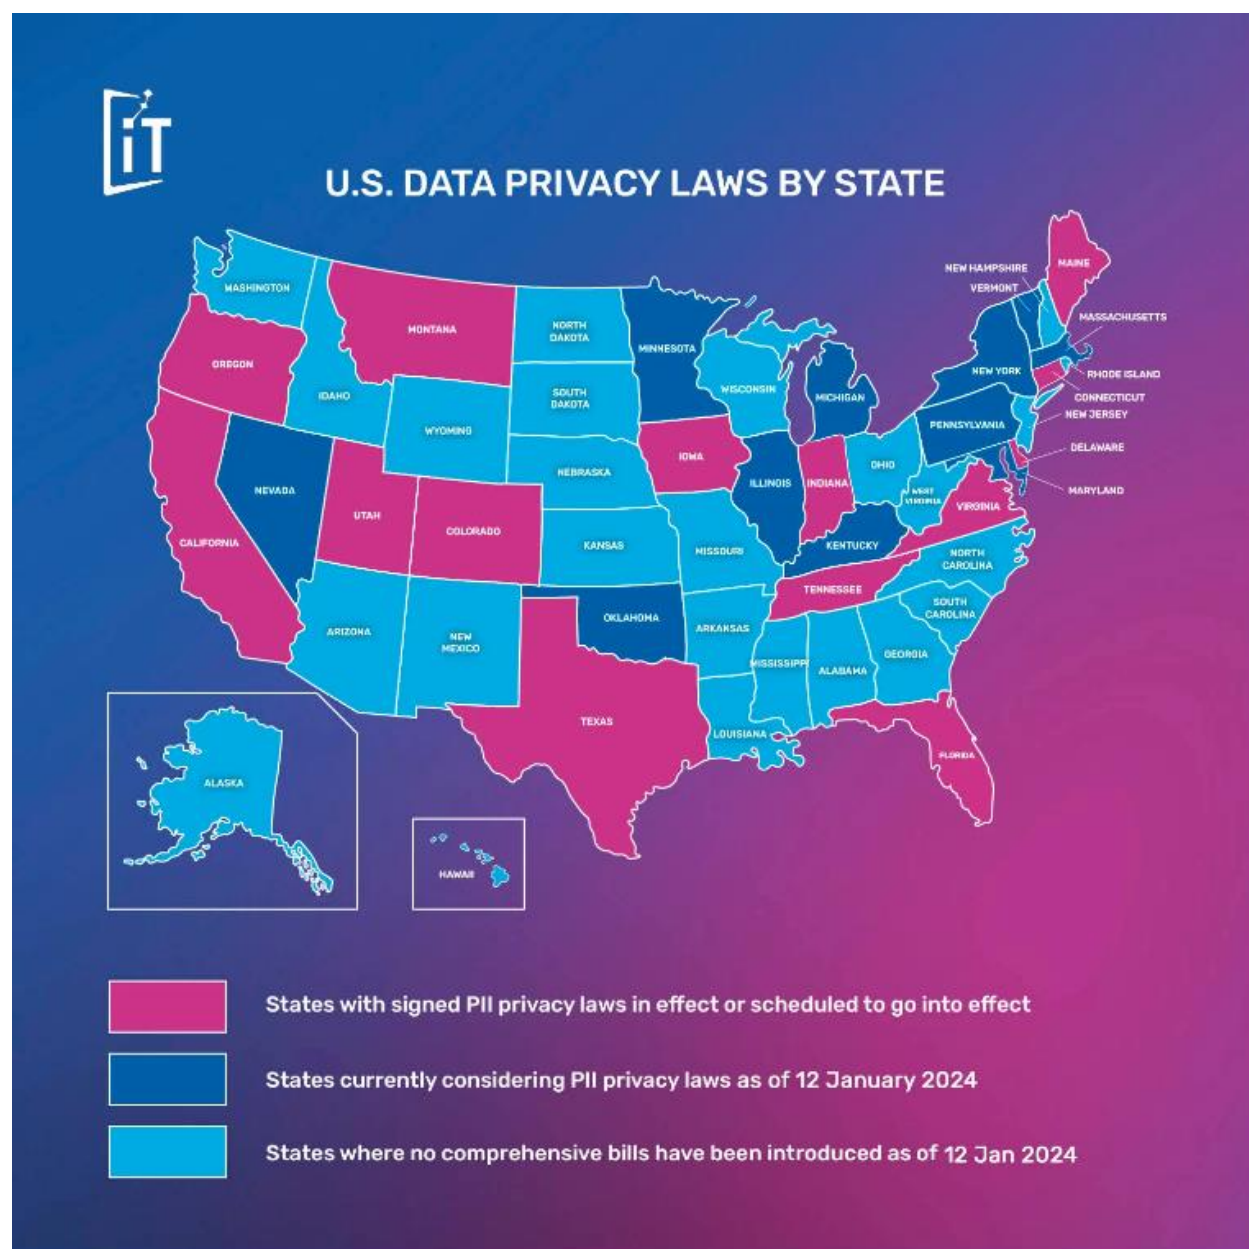 iT
U.S. DATA PRIVACY LAWS BY STATE
MAINE
NEW HAMPSHIRE
VERMONT
WASHINGTON
MASSACHUSETTS
MONTANA
NORTH
DAKOTA
MINNESOTA
OREGON
NEW YORK
RHODE ISLAND
IDAHO
SOUTH
DAKOTA
WISCONSIN
MICHIGAN
CONNECTICUT
NEW JERSEY
WYOMING
PENNSYLVANIA
DELAWARE
IOWA
OHIO
NEBRASKA
ILLINOIS
INDIANA
NEVADA
WEST
VIRGINIA
MARYLAND
VIRGINIA
UTAH
COLORADO
CALIFORNIA
KANSAS
MISSOURI
KENTUCKY
NORTH
CAROLINA
TENNESSEE
SOUTH
CAROLINA
OKLAHOMA
ARKANSAS
ARIZONA
NEW
MEXICO
GEORGIA
MISSISSIPPI
ALABAMA
TEXAS
LOUISIANA
FLORIDA
ALASKA
HAWAII
States with signed PII privacy laws in effect or scheduled to go into effect
States currently considering PII privacy laws as of 12 January 2024
States where no comprehensive bills have been introduced as of 12 Jan 2024